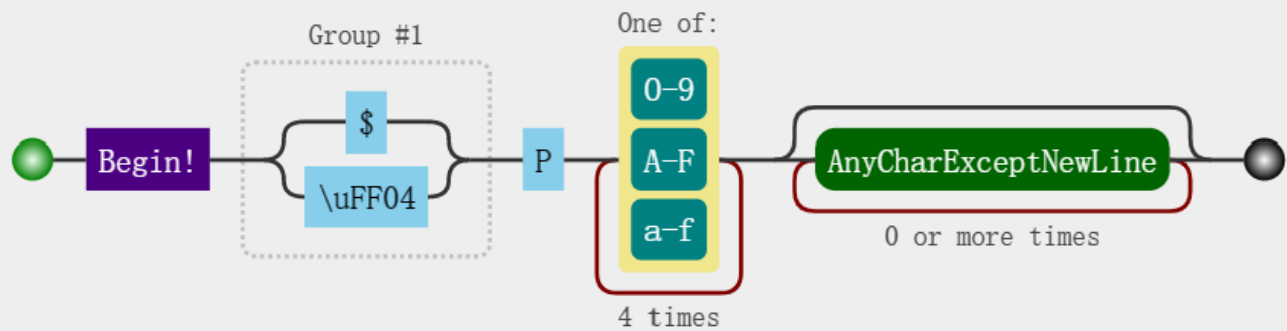 One of:
Group #1
0-9
$
Begin!
P
A-F
AnyCharExceptNewLine
\uFF04
a-f
0 or more times
4 times